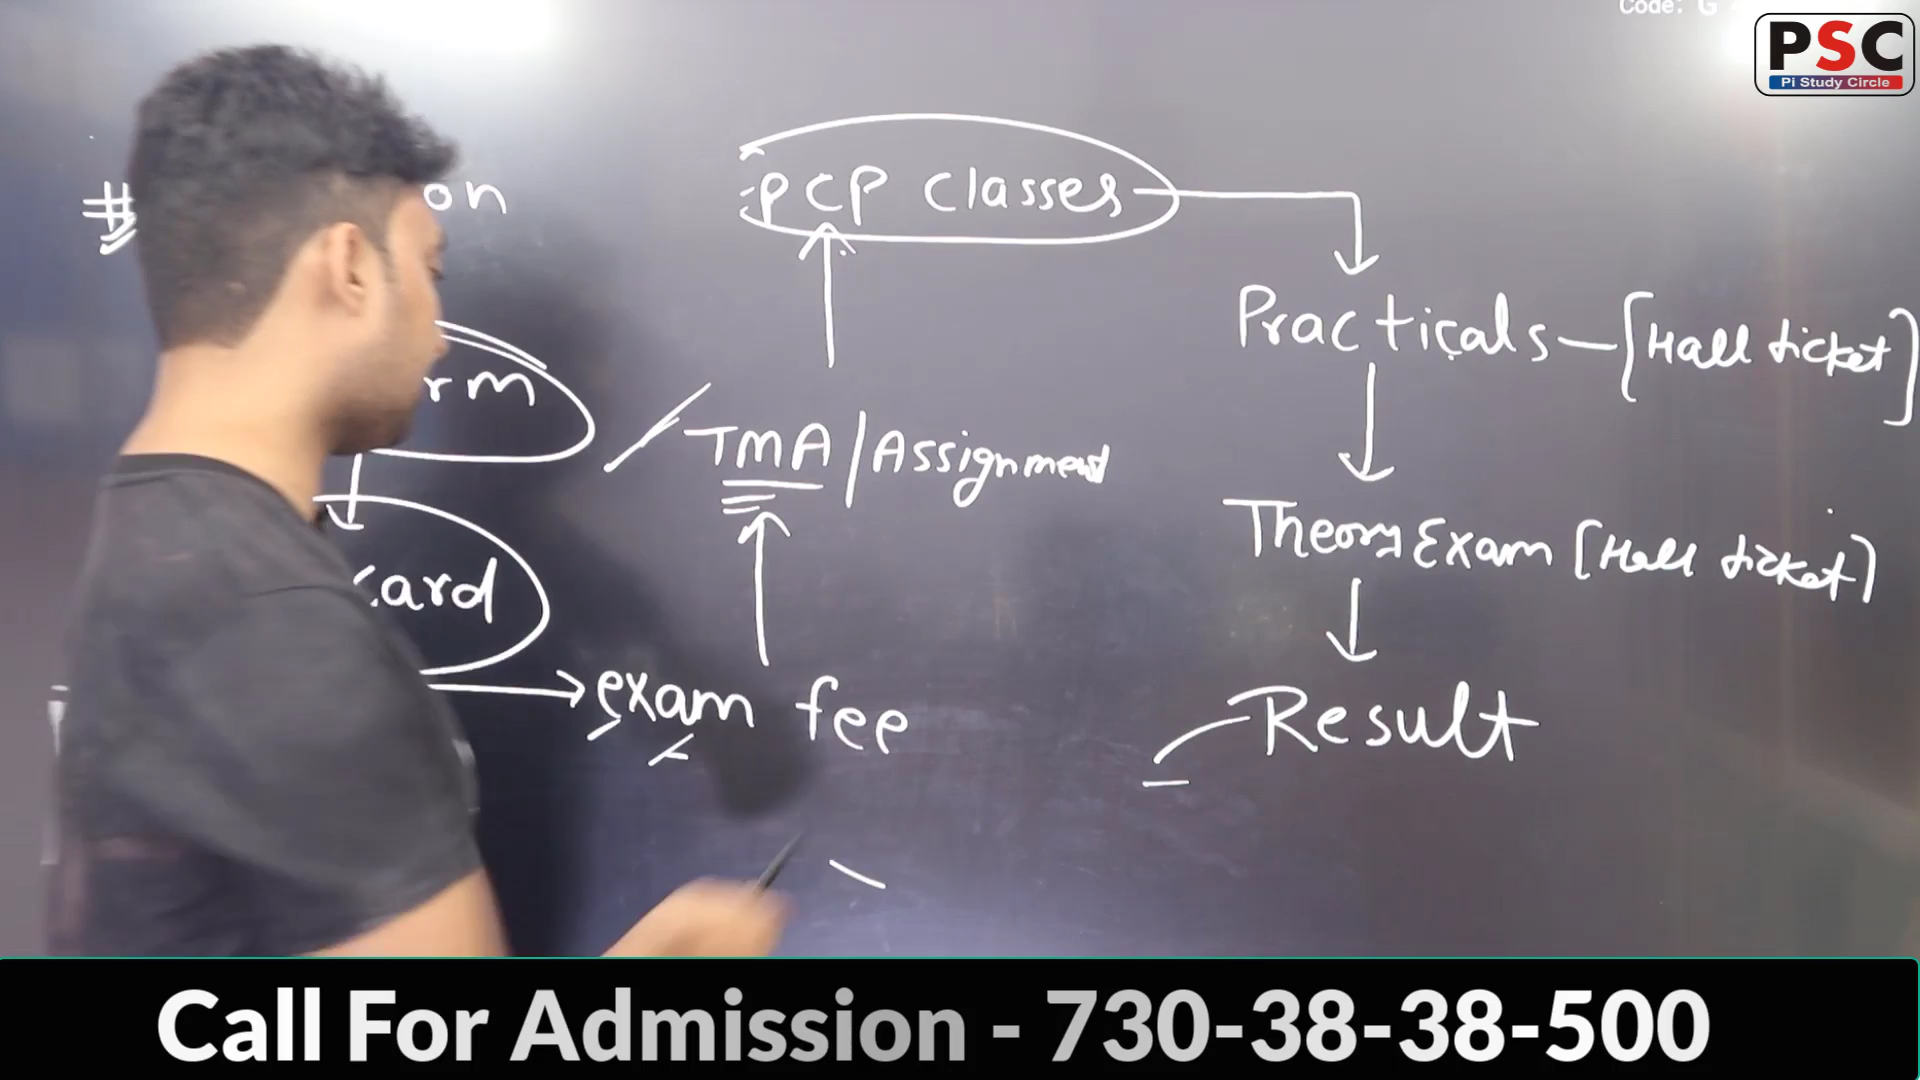 Code: G
PSC
Pi Study Circle
#
on
PCP Classes
rm
Practicals - [Hall ticket]
TMA / Assignment
Theory Exam [Hall ticket]
card
exam fee
Result
Call For Admission - 730-38-38-500